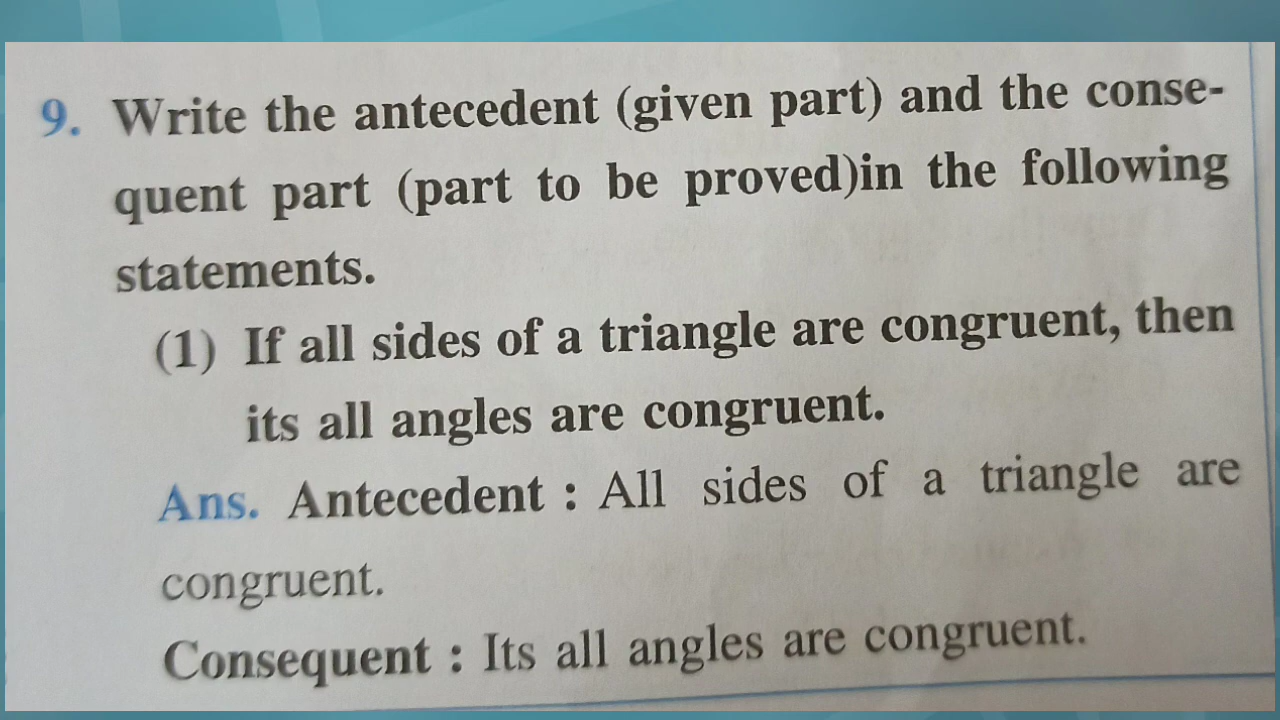 9. Write the antecedent (given part) and the conse-
quent part (part to be proved)in the following
statements.
(1) If all sides of a triangle are congruent, then
its all angles are congruent.
Ans. Antecedent : All sides of a triangle are
congruent.
Consequent : Its all angles are congruent.